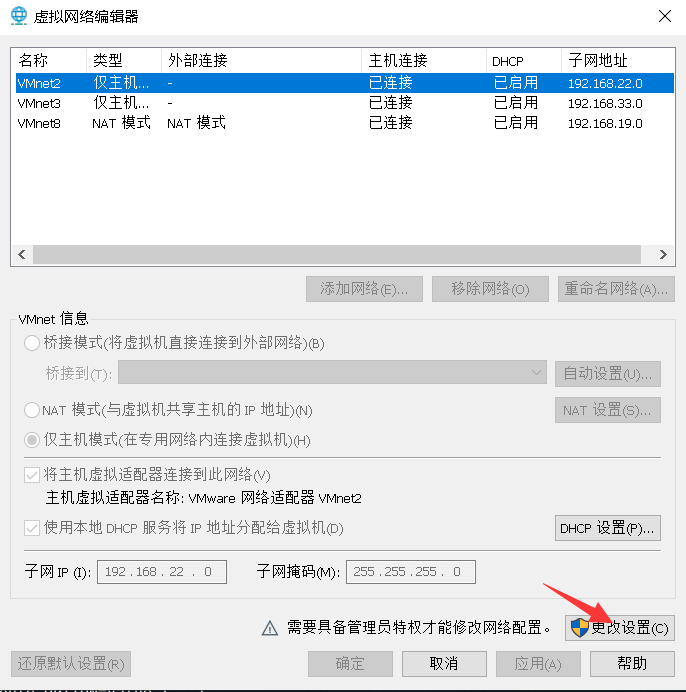 虚拟网络编辑器
名称 类型 外部连接 主机连接 DHCP 子网地址
VMnet2 仅主机... - 已连接 已启用 192.168.22.0
VMnet3 仅主机... - 已连接 已启用 192.168.33.0
VMnet8 NAT 模式 NAT 模式 已连接 已启用 192.168.19.0
添加网络(E)... 移除网络(O) 重命名网络(A)...
VMnet 信息
桥接模式(将虚拟机直接连接到外部网络)(B)
桥接到(T): 自动设置(U)...
NAT 模式(与虚拟机共享主机的 IP 地址)(N) NAT 设置(S)...
仅主机模式(在专用网络内连接虚拟机)(H)
将主机虚拟适配器连接到此网络(V)
主机虚拟适配器名称: VMware 网络适配器 VMnet2
使用本地 DHCP 服务将 IP 地址分配给虚拟机(D) DHCP 设置(P)...
子网 IP (I): 192 . 168 . 22 . 0 子网掩码(M): 255 . 255 . 255 . 0
需要具备管理员特权才能修改网络配置。 更改设置(C)
还原默认设置(R) 确定 取消 应用(A) 帮助